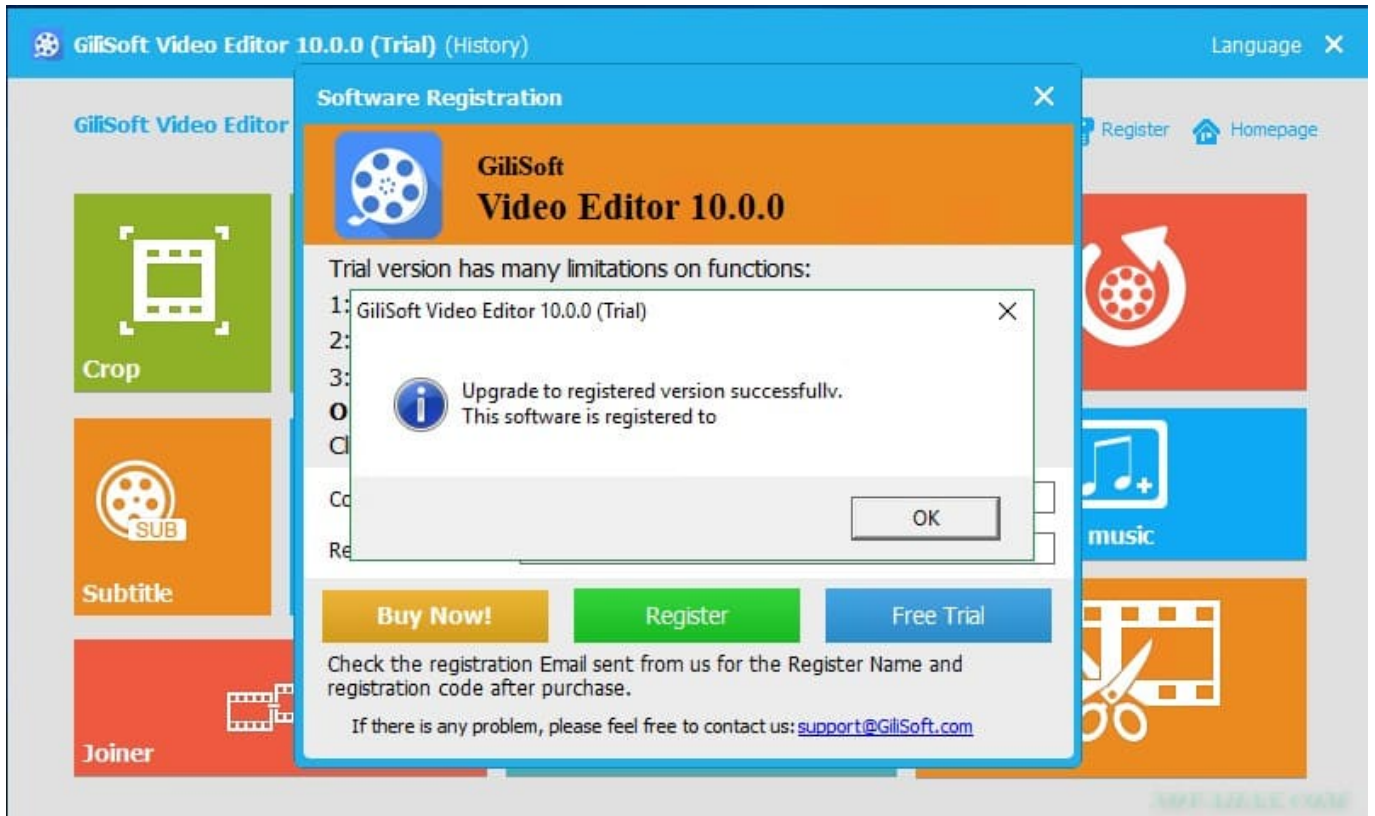 GiliSoft Video Editor 10.0.0 (Trial) (History)
Language
GiliSoft Video Editor
Register
Homepage
Software Registration
GiliSoft
Video Editor 10.0.0
Trial version has many limitations on functions:
1:
2:
3:
GiliSoft Video Editor 10.0.0 (Trial)
Upgrade to registered version successfully.
This software is registered to
OK
Buy Now!
Register
Free Trial
Check the registration Email sent from us for the Register Name and
registration code after purchase.
If there is any problem, please feel free to contact us: support@GiliSoft.com
Crop
SUB
Subtitle
Joiner
music